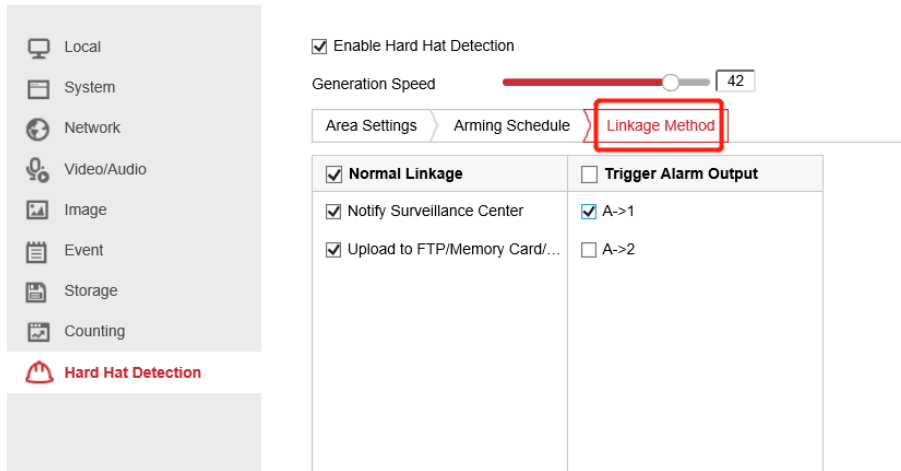 Local
System
Network
Video/Audio
Image
Event
Storage
Counting
Hard Hat Detection
Enable Hard Hat Detection
Generation Speed 42
Area Settings Arming Schedule Linkage Method
Normal Linkage Trigger Alarm Output
Notify Surveillance Center A->1
Upload to FTP/Memory Card/... A->2